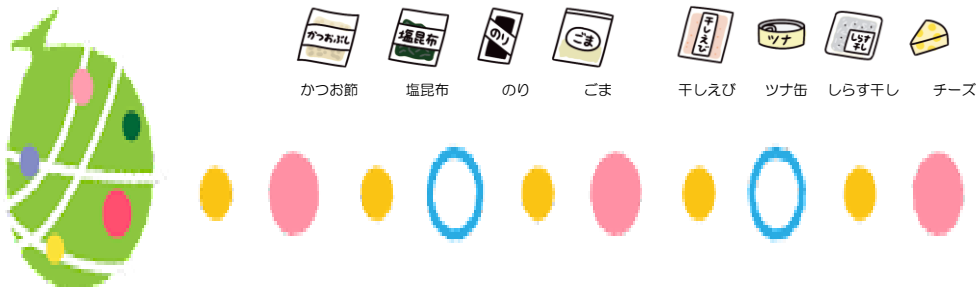 かつおぶし 塩昆布 のり ごま 干しえび ツナ しらす干し
かつお節 塩昆布 のり ごま 干しえび ツナ缶 しらす干し チーズ